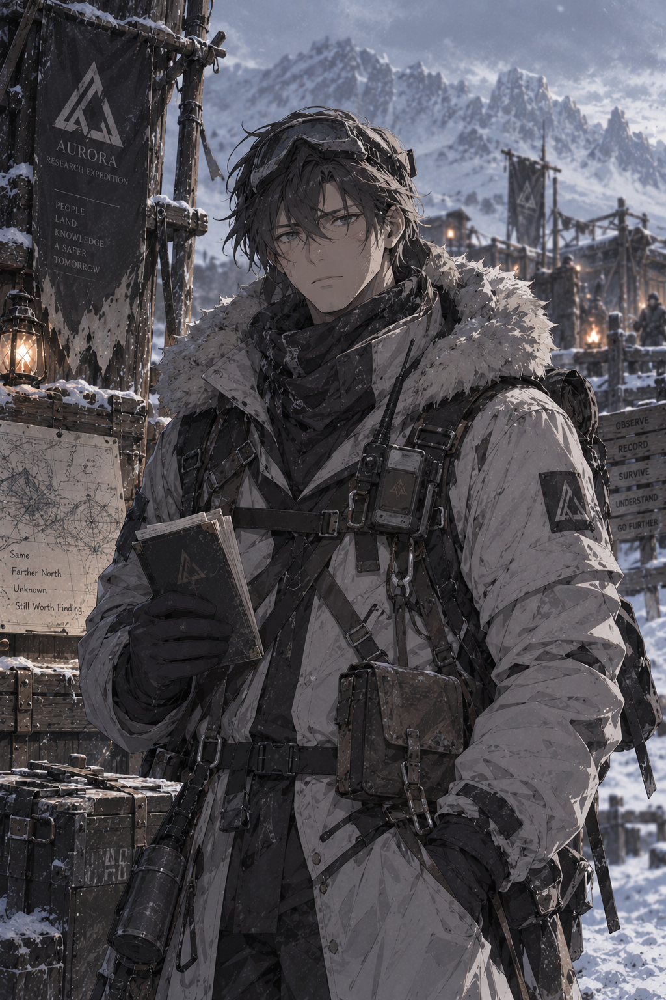 AURORA
RESEARCH EXPEDITION
PEOPLE
LAND
KNOWLEDGE
A SAFER
TOMORROW
Same
Farther North
Unknown
Still Worth Finding.
OBSERVE
RECORD
SURVIVE
UNDERSTAND
GO FURTHER